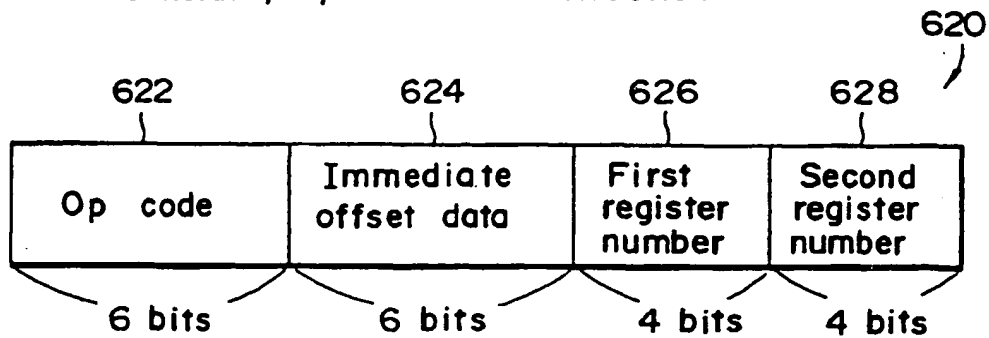 620
622 624 626 628
Op code
Immediate
offset data
First
register
number
Second
register
number
6 bits 6 bits 4 bits 4 bits